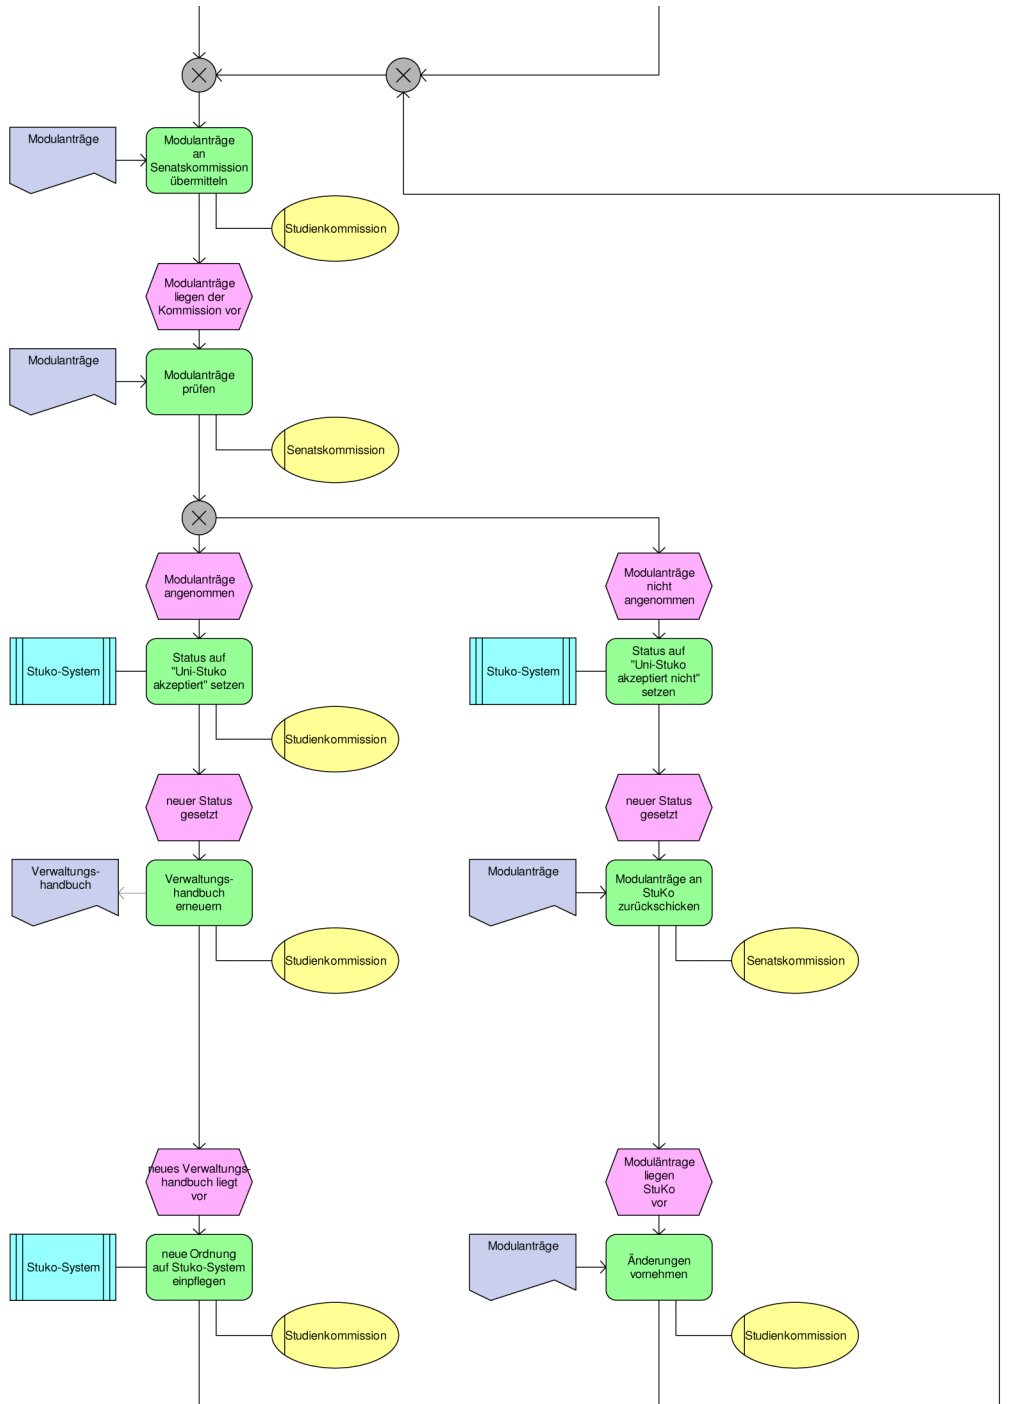 Modulanträge
Modulanträge
an
Senatskommission
übermitteln
Studienkommission
Modulanträge
liegen der
Kommission vor
Modulanträge
Modulanträge
prüfen
Senatskommission
Modulanträge
angenommen
Modulanträge
nicht
angenommen
Stuko-System
Status auf
"Uni-Stuko
akzeptiert" setzen
Stuko-System
Status auf
"Uni-Stuko
akzeptiert nicht"
setzen
Studienkommission
neuer Status
gesetzt
neuer Status
gesetzt
Verwaltungs-
handbuch
Verwaltungs-
handbuch
erneuern
Modulanträge
Modulanträge an
StuKo
zurückschicken
Studienkommission
Senatskommission
neues Verwaltungs-
handbuch liegt
vor
Moduläntrage
liegen
StuKo
vor
Stuko-System
neue Ordnung
auf Stuko-System
einpflegen
Modulanträge
Änderungen
vornehmen
Studienkommission
Studienkommission